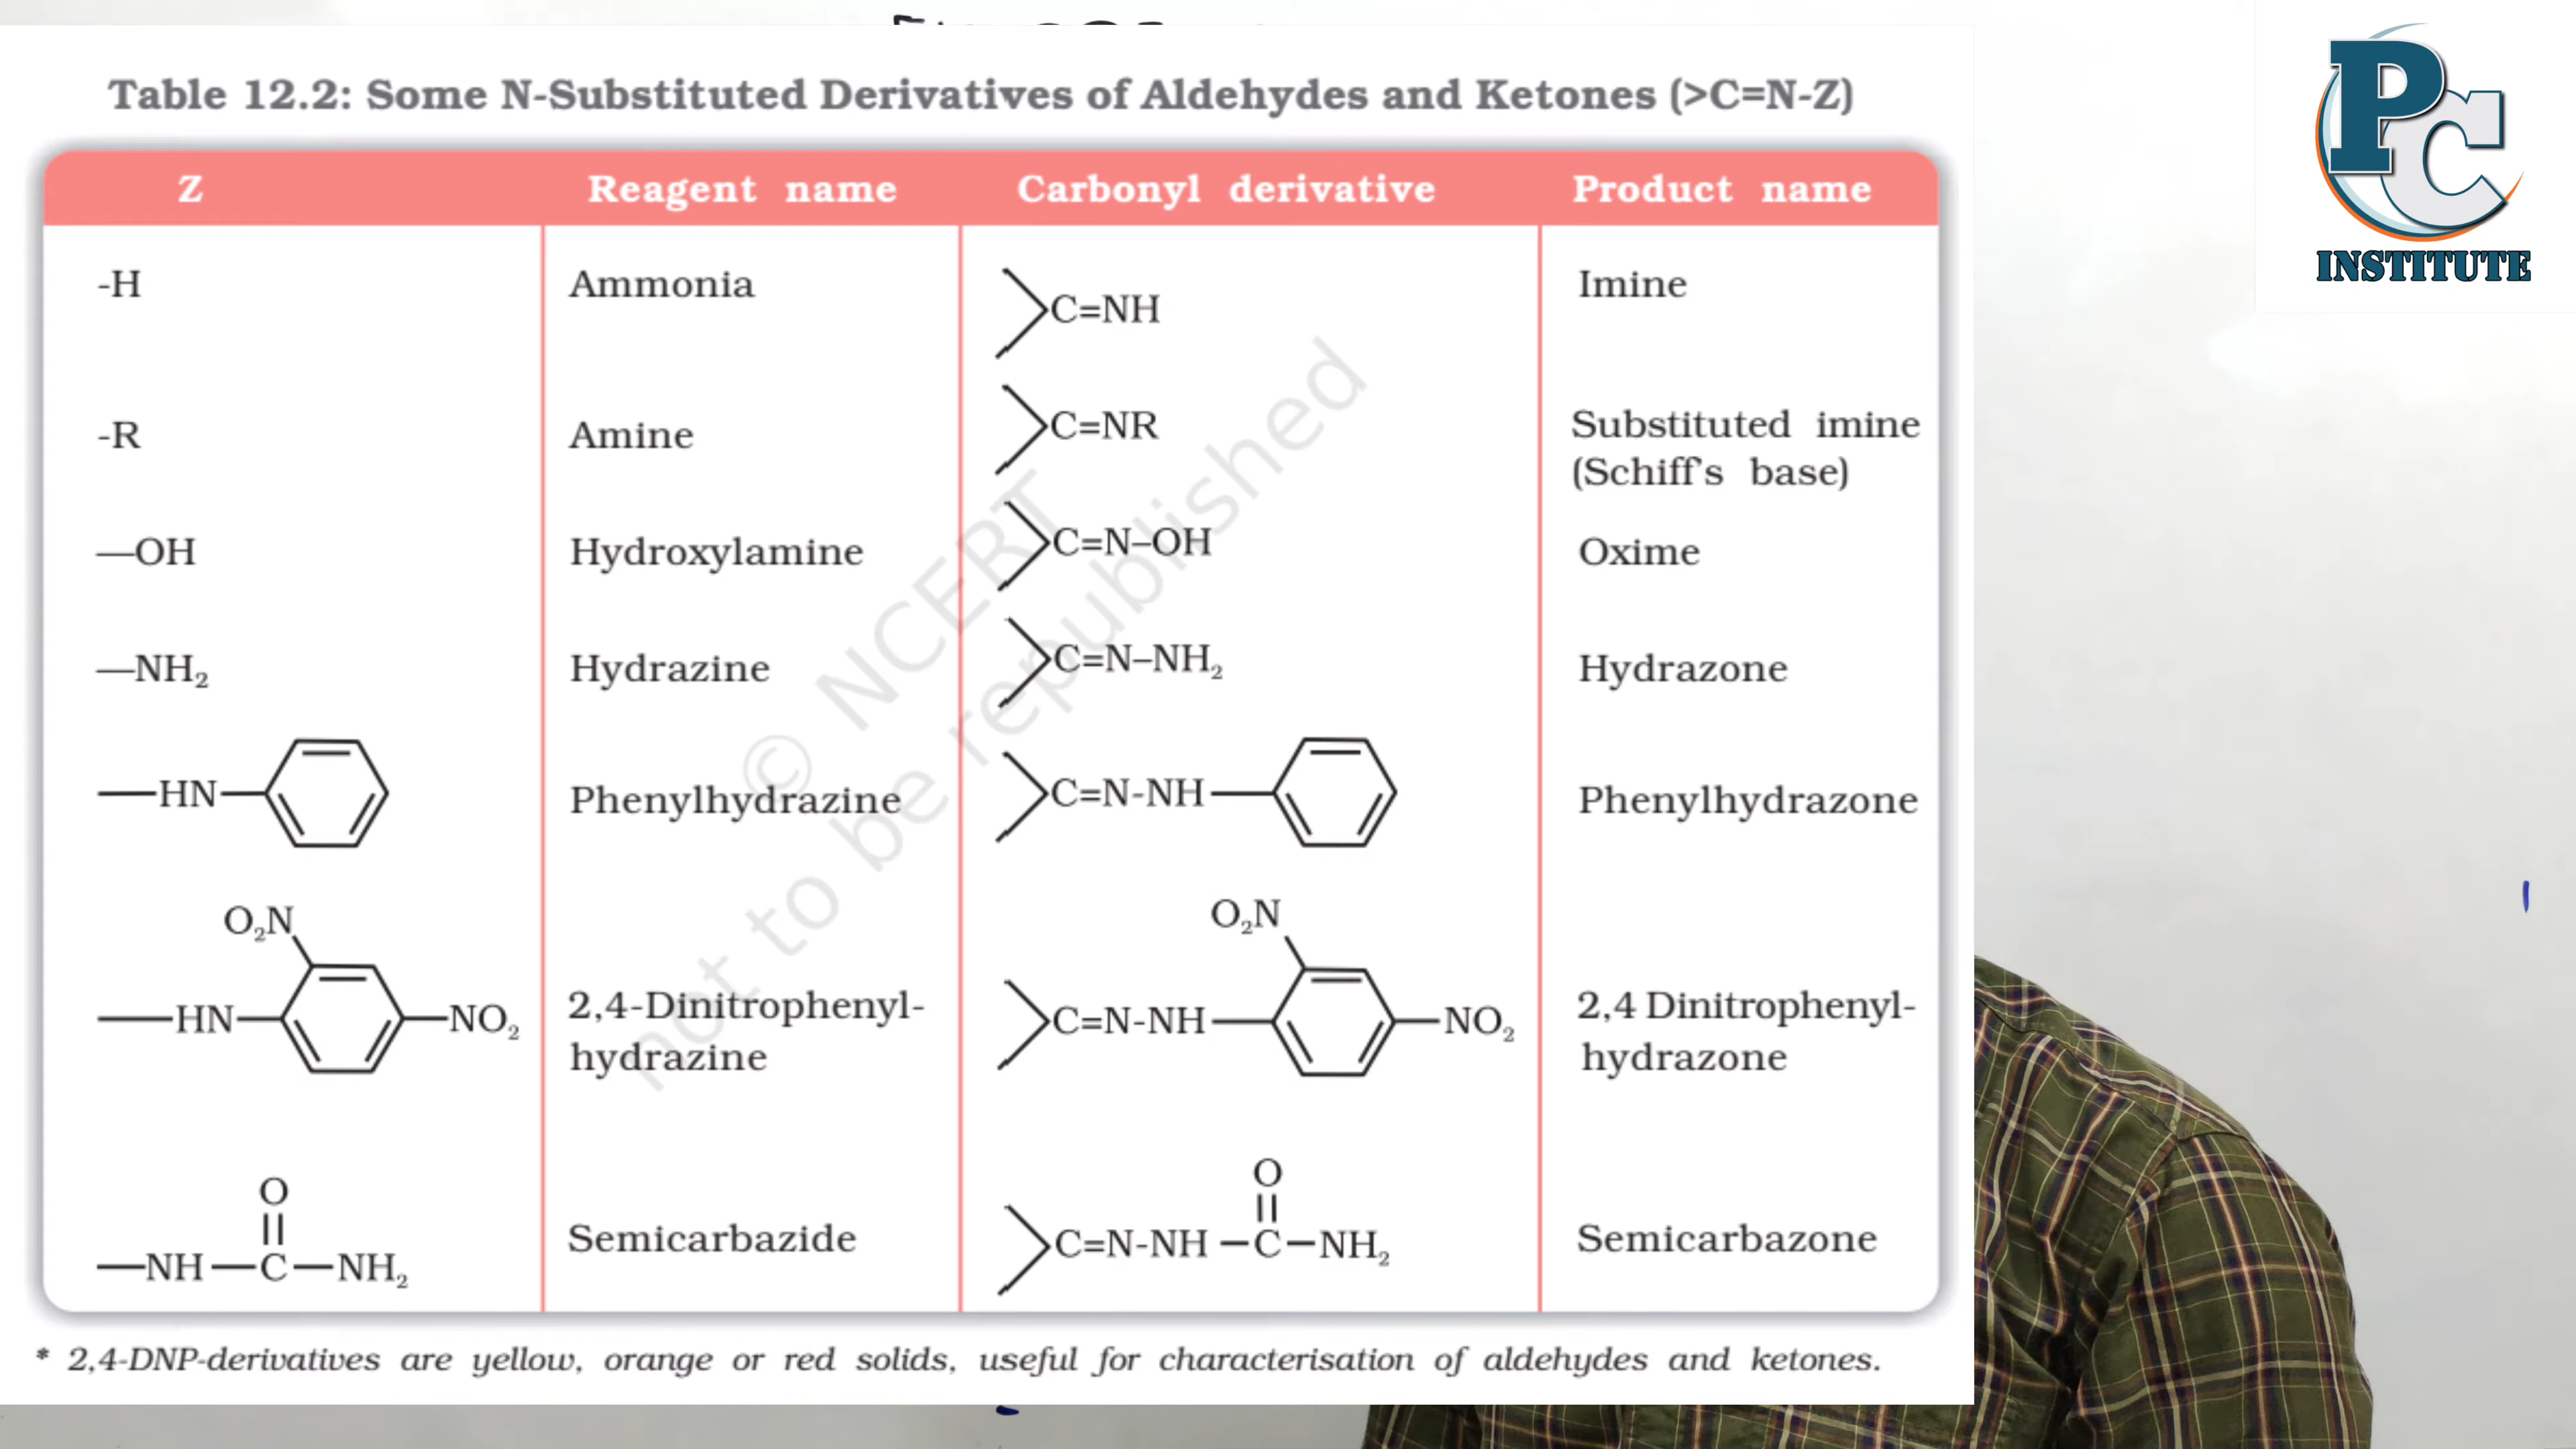 Table 12.2: Some N-Substituted Derivatives of Aldehydes and Ketones (>C=N-Z)
Z Reagent name Carbonyl derivative Product name
-H Ammonia C=NH Imine
-R Amine C=NR Substituted imine
(Schiff's base)
—OH Hydroxylamine C=N–OH Oxime
—NH₂ Hydrazine C=N–NH₂ Hydrazone
—HN— Phenylhydrazine C=N-NH— Phenylhydrazone
O₂N O₂N
—HN— —NO₂ 2,4-Dinitrophenyl- C=N-NH— —NO₂ 2,4 Dinitrophenyl-
hydrazine hydrazone
O O
—NH—C—NH₂ Semicarbazide C=N-NH—C—NH₂ Semicarbazone
* 2,4-DNP-derivatives are yellow, orange or red solids, useful for characterisation of aldehydes and ketones.
© NCERT
not to be republished
PC
INSTITUTE